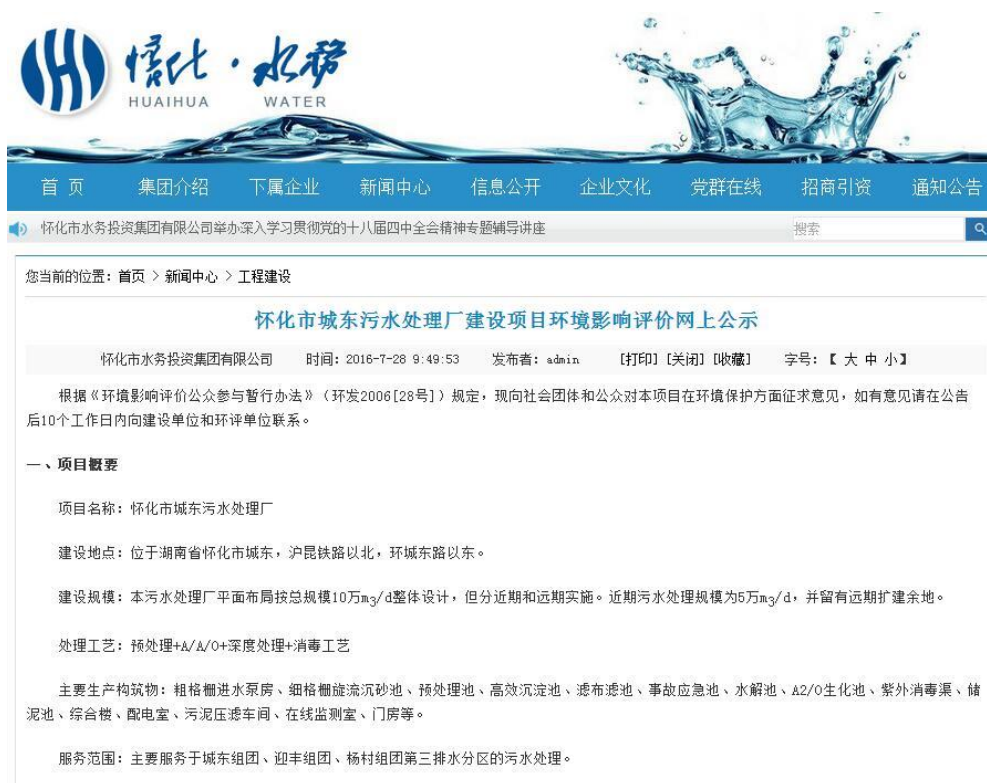 怀化·水务
HUAIHUA WATER
首 页 集团介绍 下属企业 新闻中心 信息公开 企业文化 党群在线 招商引资 通知公告
怀化市水务投资集团有限公司举办深入学习贯彻党的十八届四中全会精神专题辅导讲座 搜索
您当前的位置：首页 > 新闻中心 > 工程建设
怀化市城东污水处理厂建设项目环境影响评价网上公示
怀化市水务投资集团有限公司 时间：2016-7-28 9:49:53 发布者：admin 【打印】【关闭】【收藏】 字号：【 大 中 小】
根据《环境影响评价公众参与暂行办法》（环发2006[28号]）规定，现向社会团体和公众对本项目在环境保护方面征求意见，如有意见请在公告
后10个工作日内向建设单位和环评单位联系。
一、项目概要
项目名称：怀化市城东污水处理厂
建设地点：位于湖南省怀化市城东，沪昆铁路以北，环城东路以东。
建设规模：本污水处理厂平面布局按总规模10万m3/d整体设计，但分近期和远期实施。近期污水处理规模为5万m3/d，并留有远期扩建余地。
处理工艺：预处理+A/A/O+深度处理+消毒工艺
主要生产构筑物：粗格栅进水泵房、细格栅旋流沉砂池、预处理池、高效沉淀池、滤布滤池、事故应急池、水解池、A2/O生化池、紫外消毒渠、储
泥池、综合楼、配电室、污泥压滤车间、在线监测室、门房等。
服务范围：主要服务于城东组团、迎丰组团、杨村组团第三排水分区的污水处理。